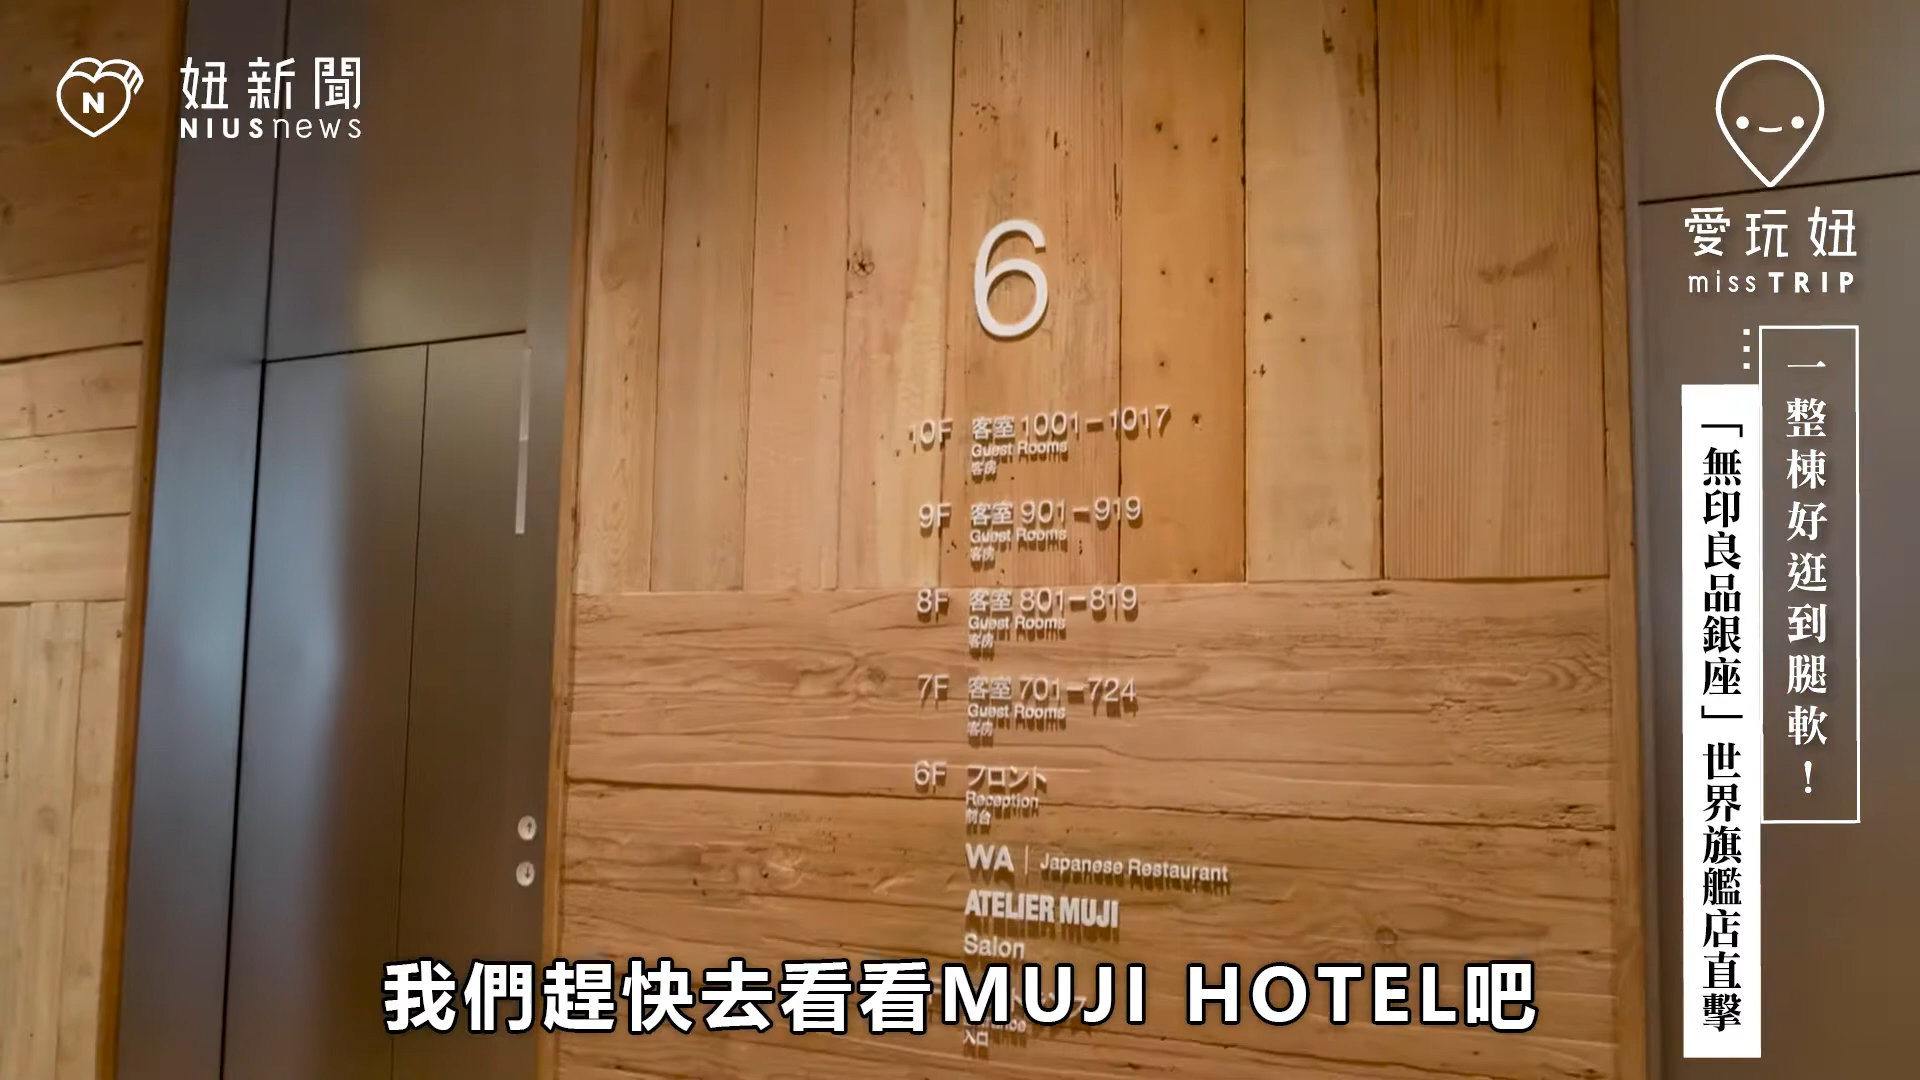 N
妞新聞
NIUSnews
愛玩妞
missTRIP
一整棟好逛到腿軟！
「無印良品銀座」世界旗艦店直擊
6
10F 客室 1001-1017
Guest Rooms
客房
9F 客室 901-919
Guest Rooms
客房
8F 客室 801-819
Guest Rooms
客房
7F 客室 701-724
Guest Rooms
客房
6F フロント
Reception
前台
WA | Japanese Restaurant
ATELIER MUJI
Salon
入口
我們趕快去看看MUJI HOTEL吧